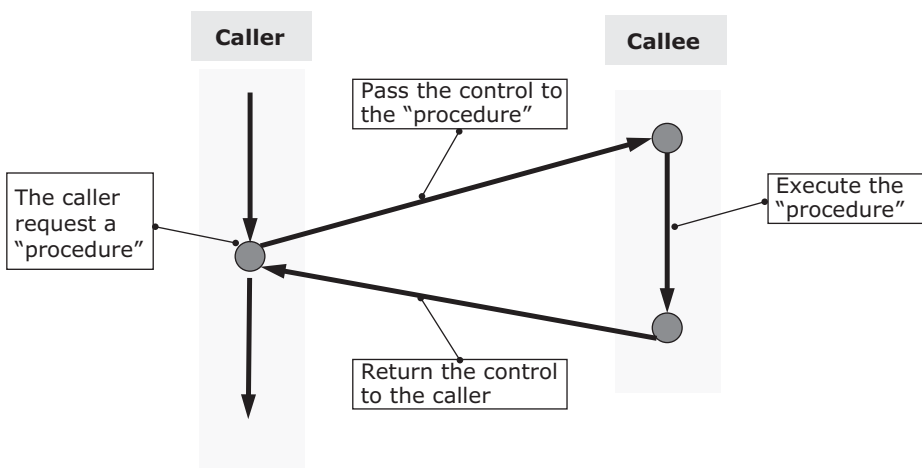 Caller
Callee
Pass the control to
the “procedure”
The caller
request a
“procedure”
Execute the
“procedure”
Return the control
to the caller